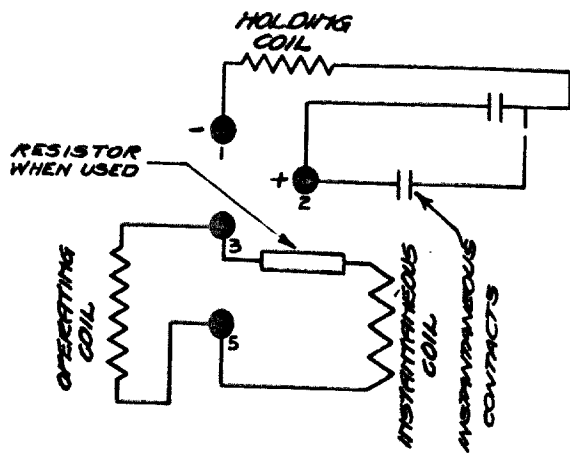 HOLDING
COIL
-
1
RESISTOR
WHEN USED
+
2
3
5
OPERATING
COIL
INSTANTANEOUS
COIL
INSTANTANEOUS
CONTACTS